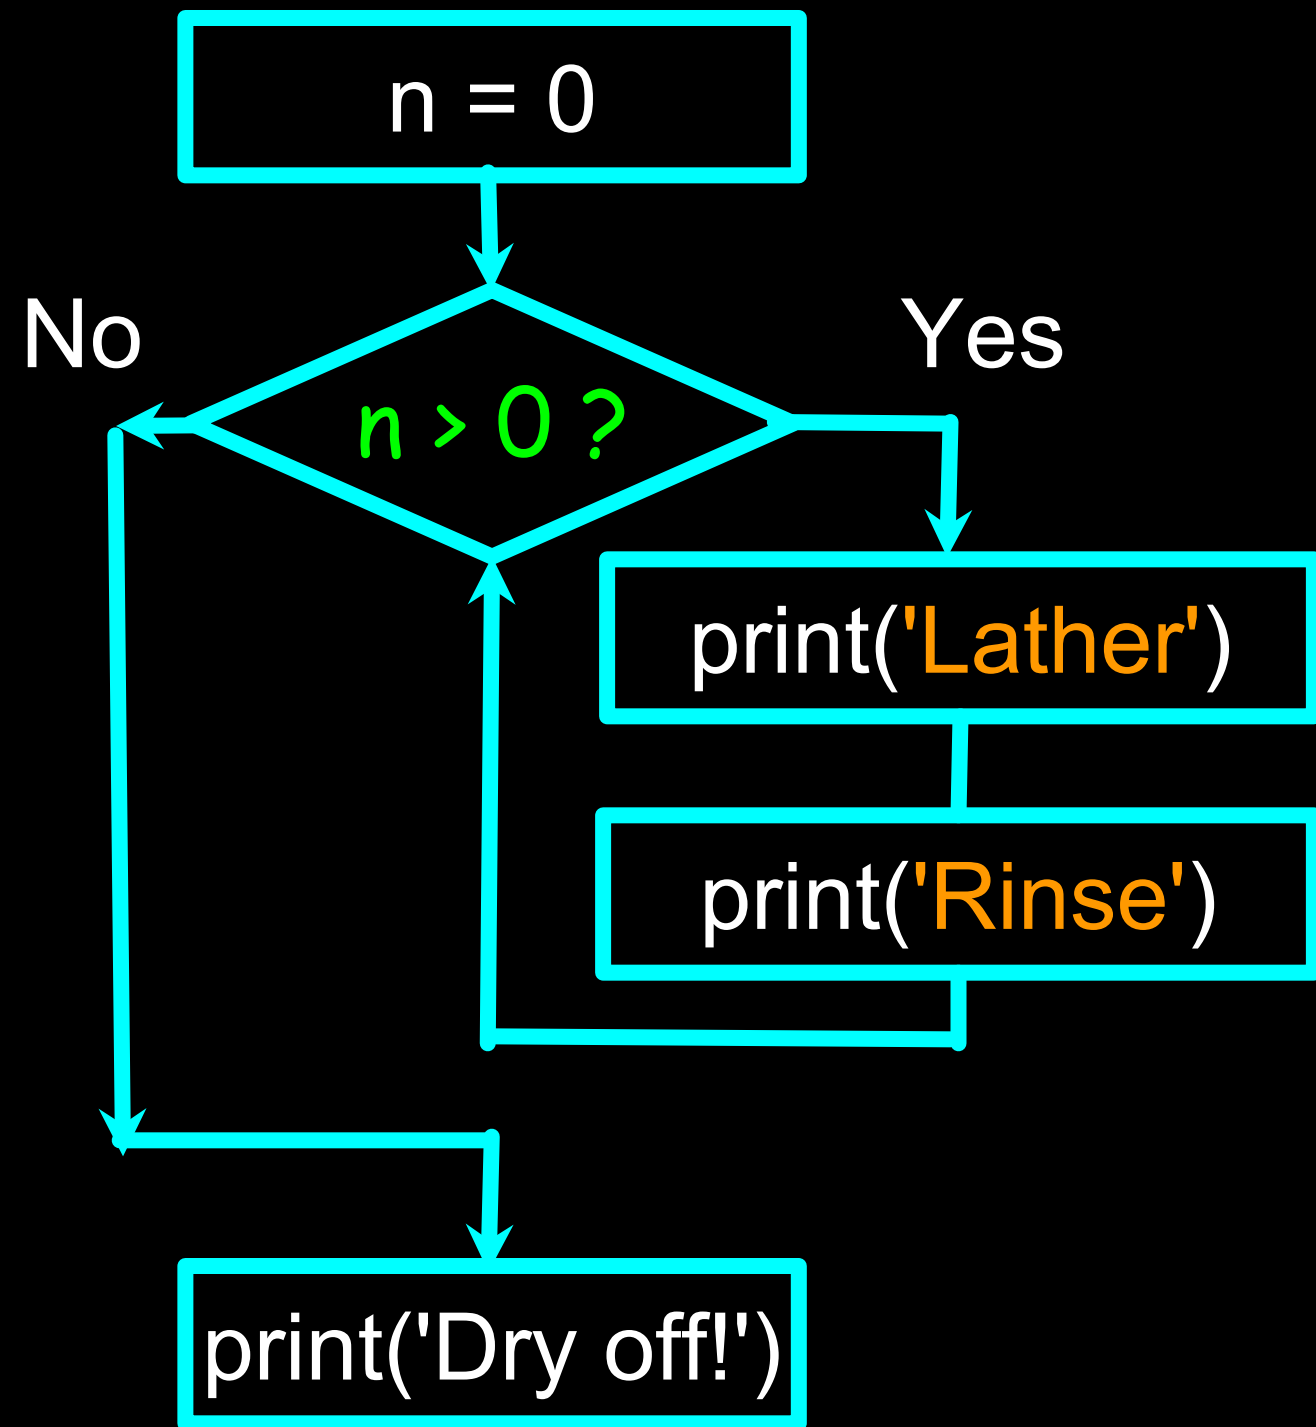 n = 0
No
Yes
n > 0 ?
print('Lather')
print('Rinse')
print('Dry off!')